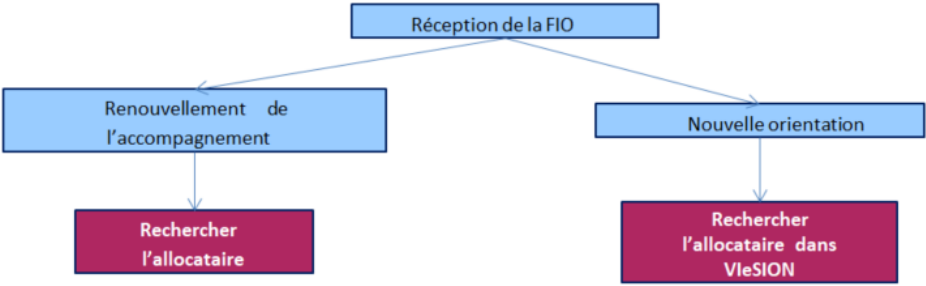 Réception de la FIO
Renouvellement de
l’accompagnement
Nouvelle orientation
Rechercher
l’allocataire
Rechercher
l’allocataire dans
VIeSION